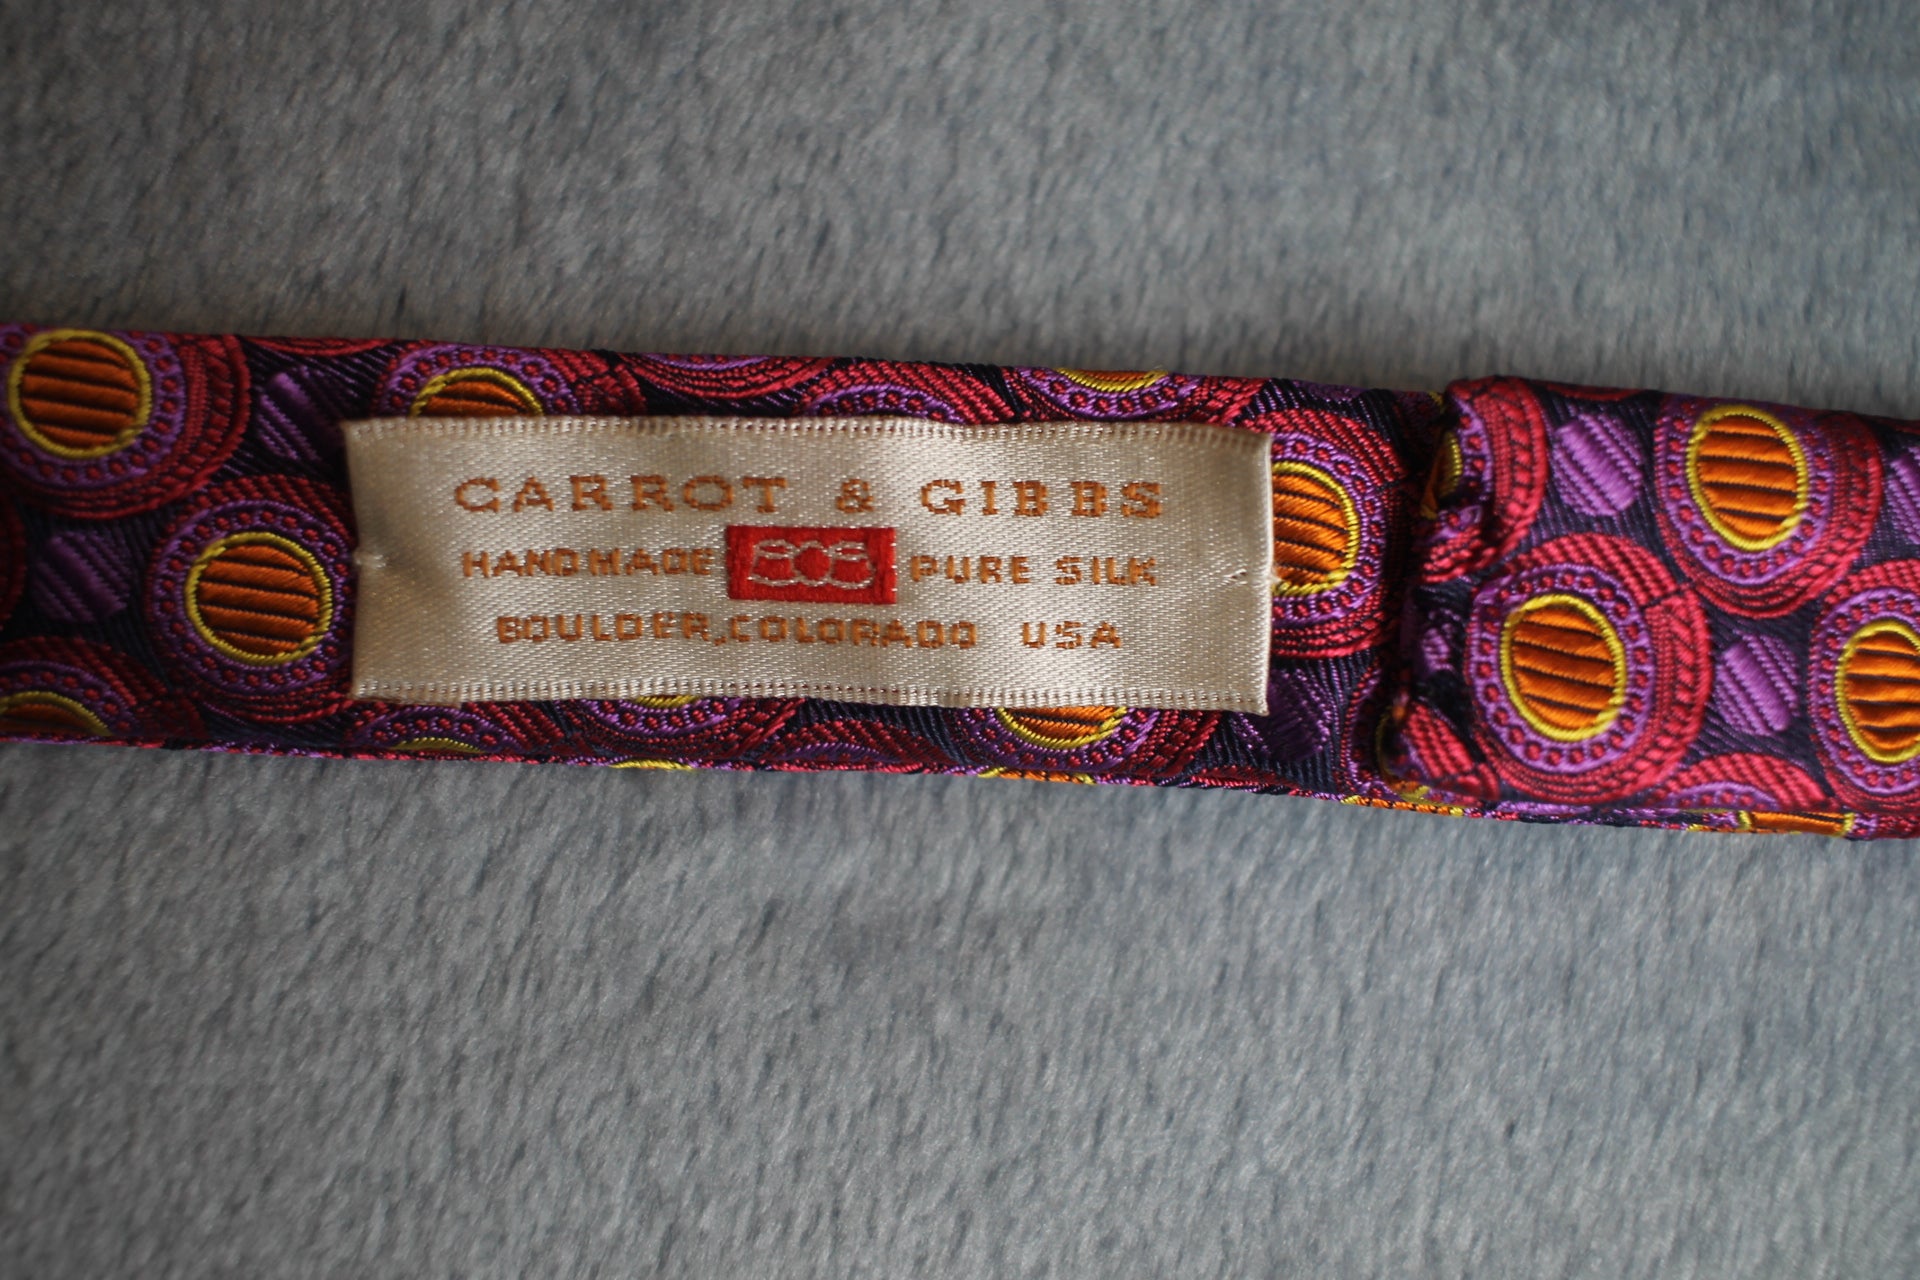 CARROT & GIBBS
HANDMADE PURE SILK
BOULDER, COLORADO USA